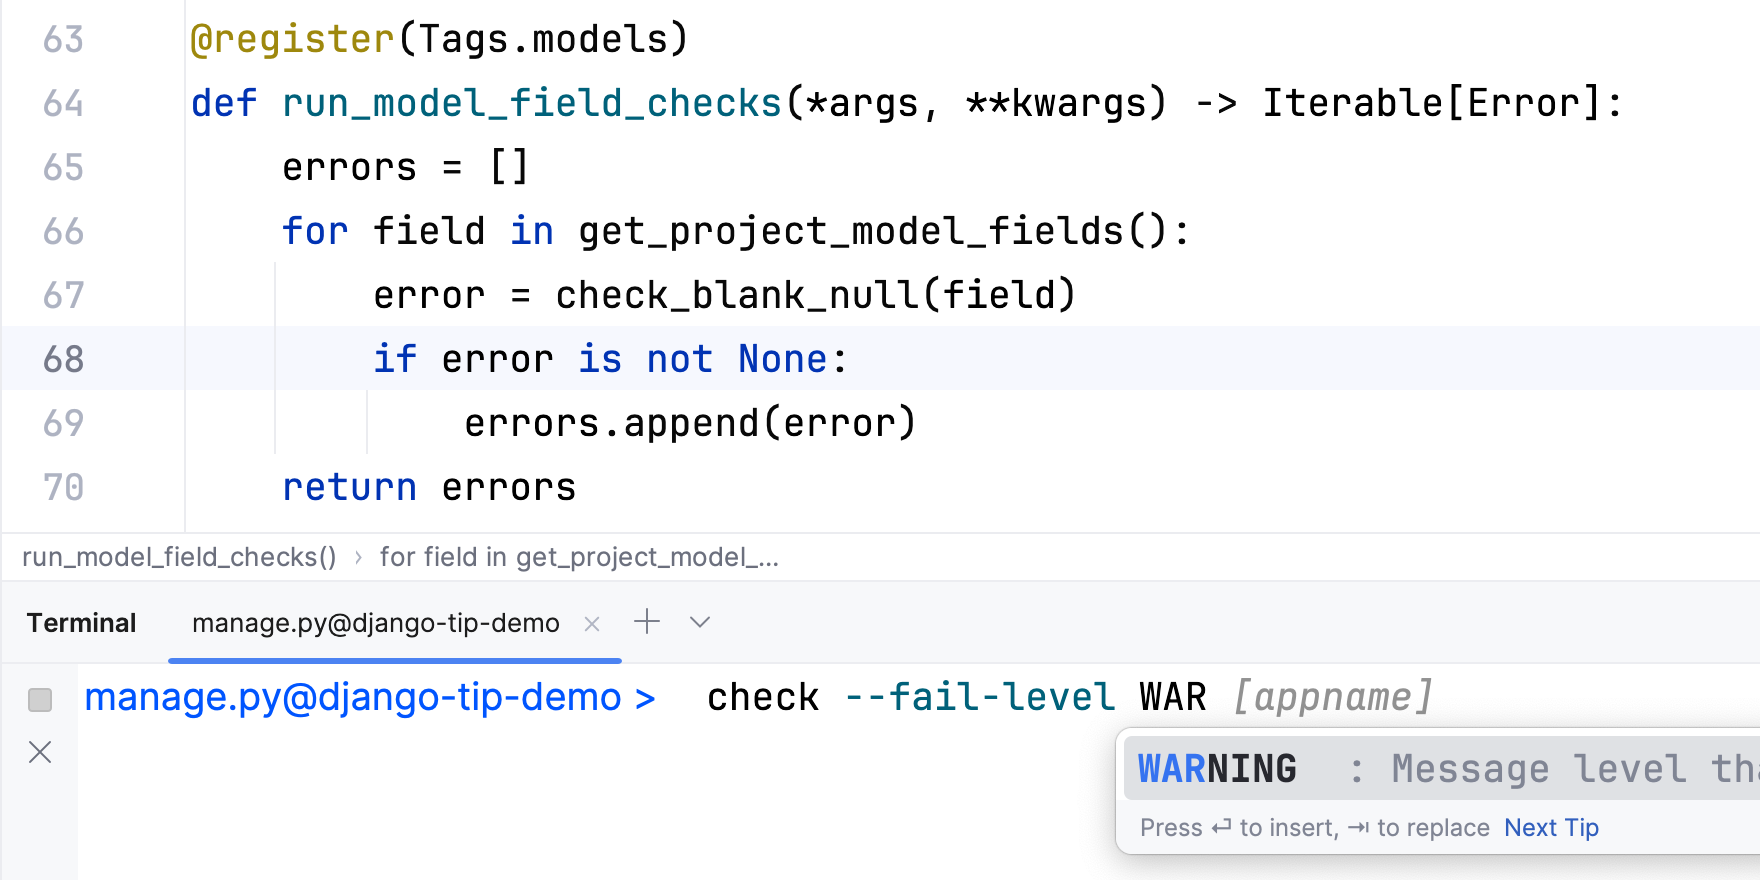 63 @register(Tags.models)
64 def run_model_field_checks(*args, **kwargs) -> Iterable[Error]:
65 errors = []
66 for field in get_project_model_fields():
67 error = check_blank_null(field)
68 if error is not None:
69 errors.append(error)
70 return errors
run_model_field_checks() › for field in get_project_model_...
Terminal manage.py@django-tip-demo
manage.py@django-tip-demo > check --fail-level WAR [appname]
WARNING : Message level tha
Press ↵ to insert, ⇥ to replace Next Tip